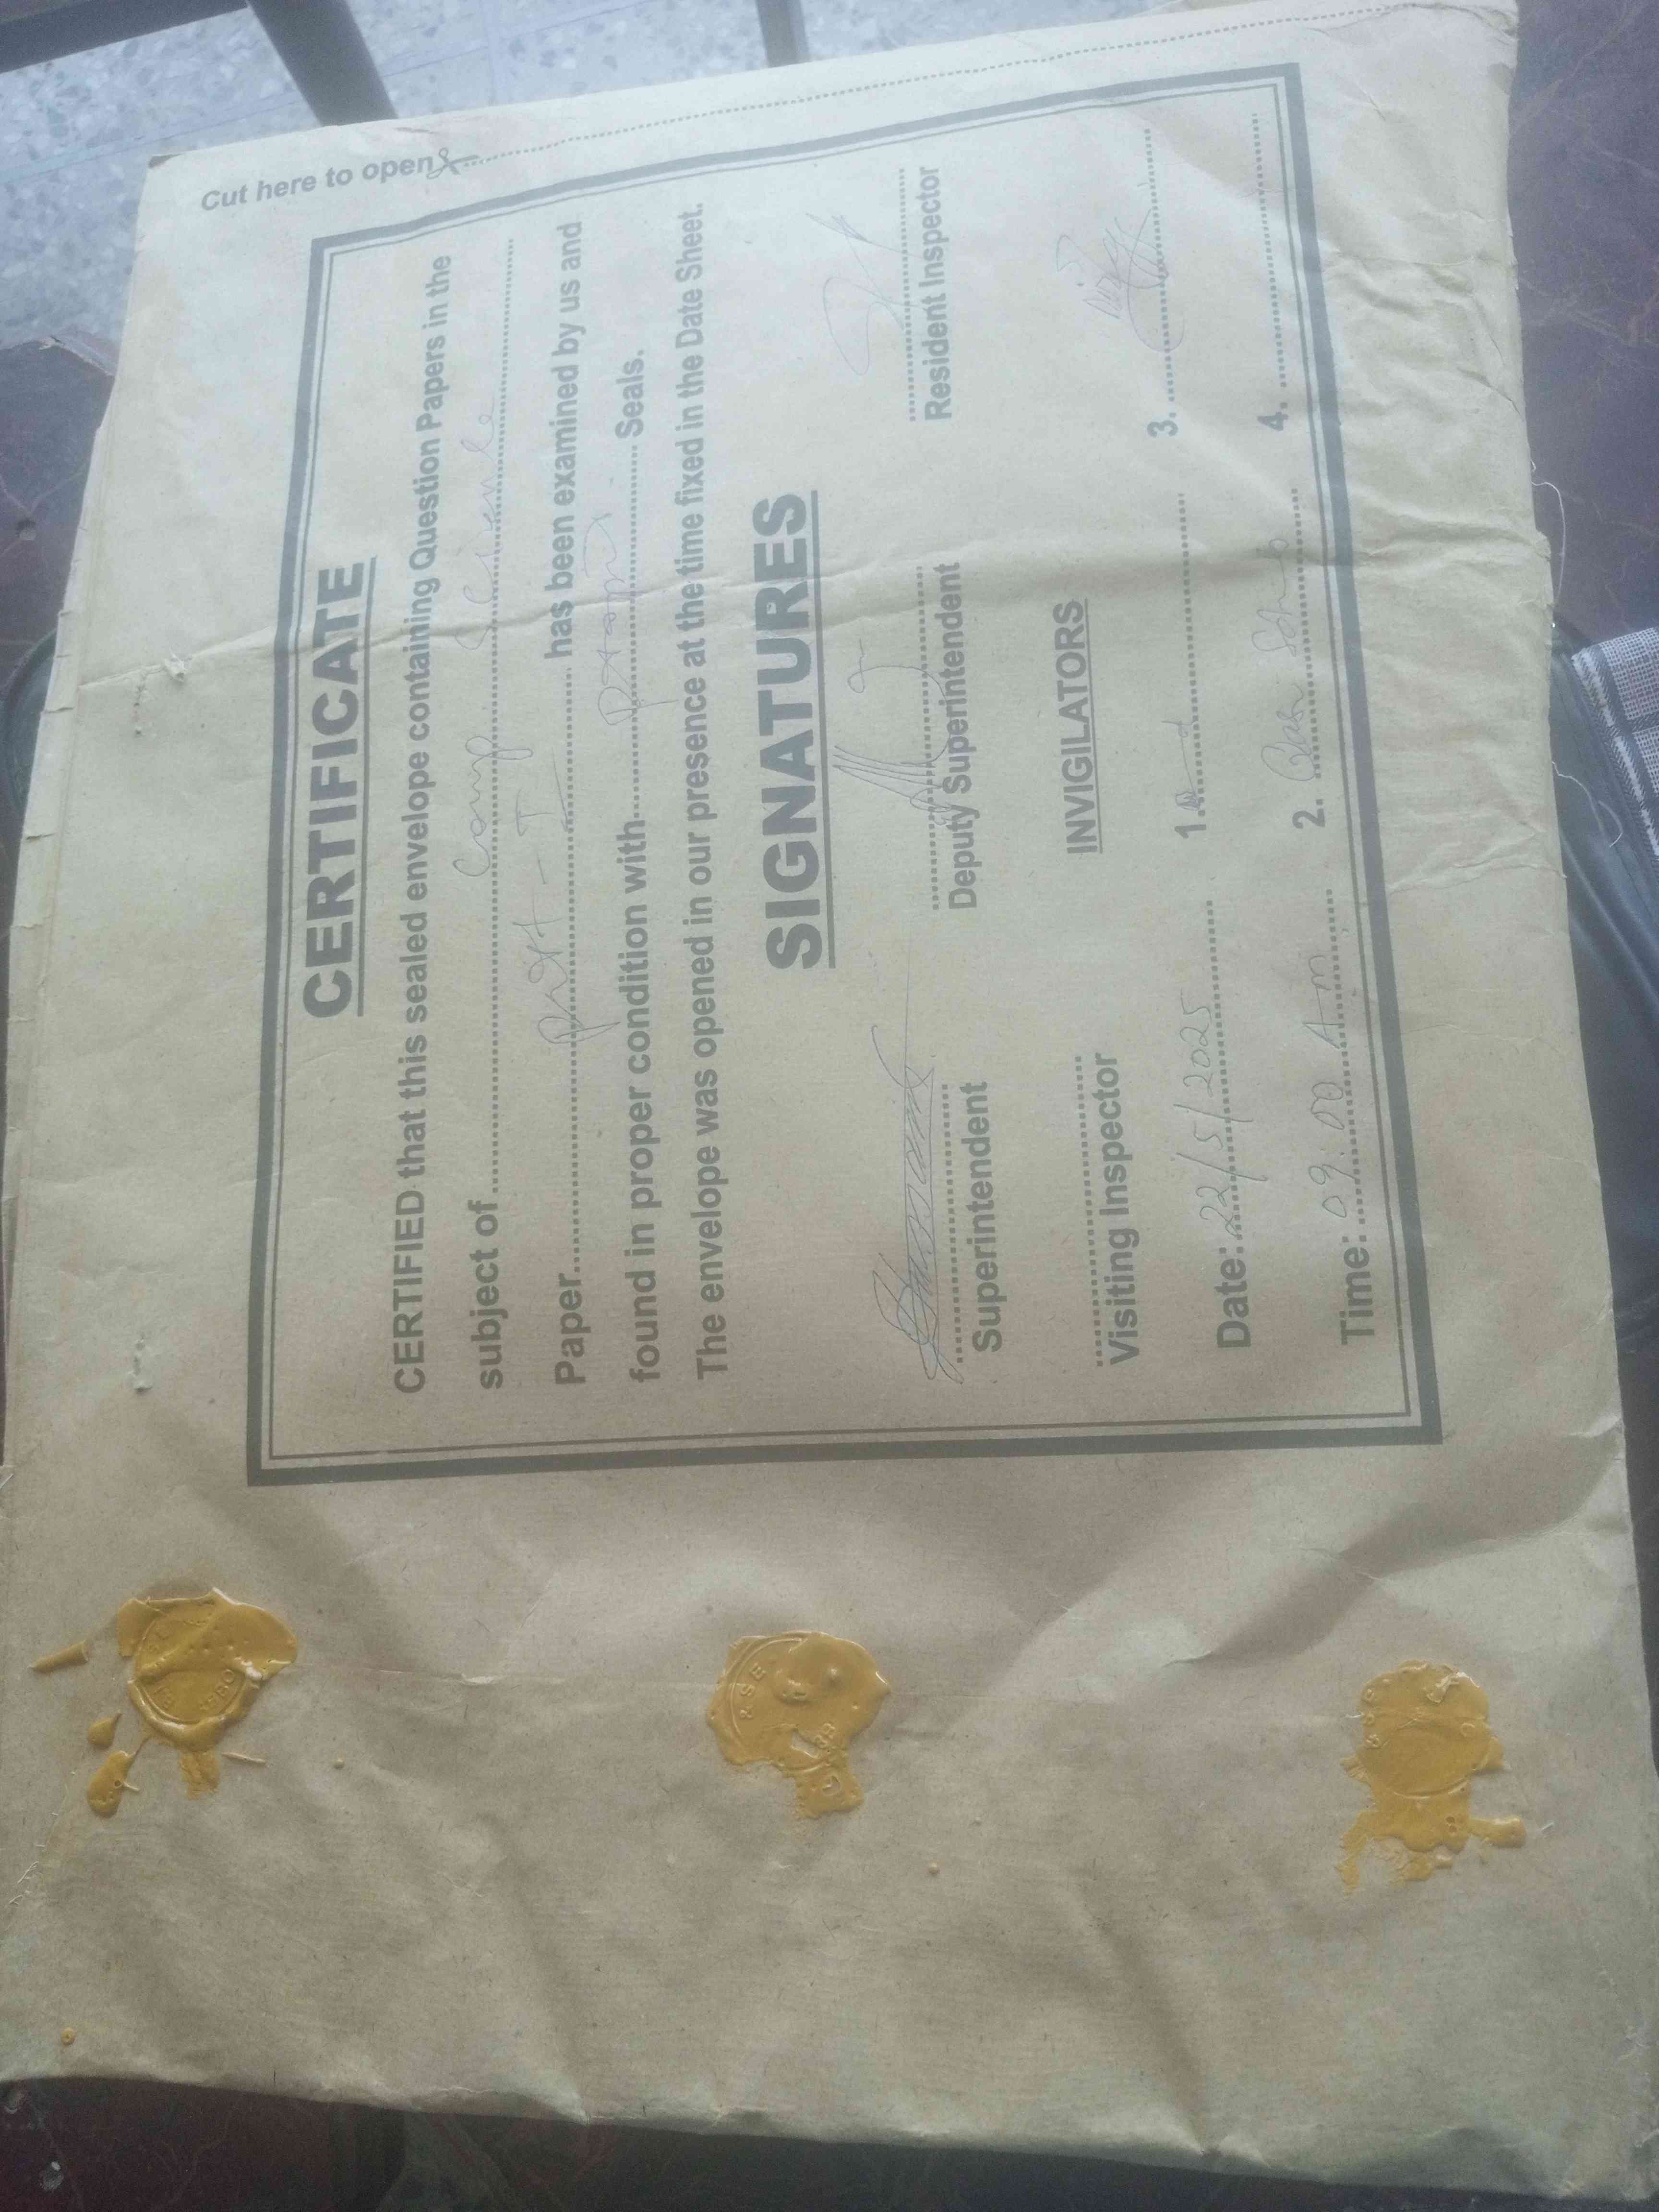 Cut here to open
CERTIFICATE
CERTIFIED that this sealed envelope containing Question Papers in the
subject of Comp Science
Paper Part - I has been examined by us and
found in proper condition with Seals.
The envelope was opened in our presence at the time fixed in the Date Sheet.
SIGNATURES
Superintendent
Deputy Superintendent
Resident Inspector
Visiting Inspector
INVIGILATORS
Date: 22/5/2025
1.
3.
Time: 09:00 Am
2.
4.